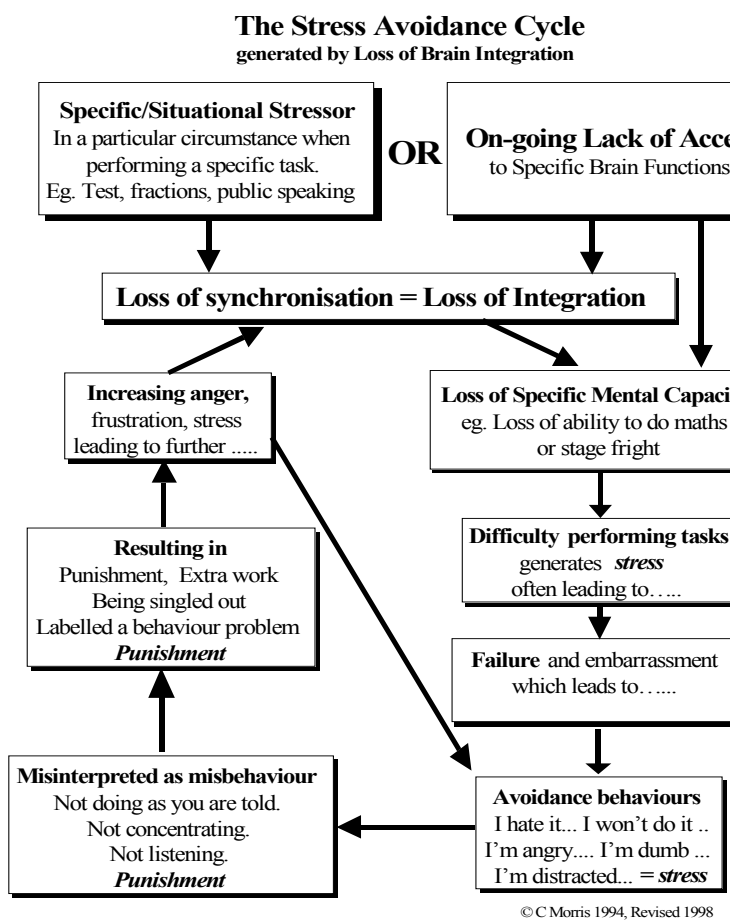 The Stress Avoidance Cycle
generated by Loss of Brain Integration
Specific/Situational Stressor
In a particular circumstance when
performing a specific task.
Eg. Test, fractions, public speaking
OR
On-going Lack of Acce
to Specific Brain Functions
Loss of synchronisation = Loss of Integration
Increasing anger,
frustration, stress
leading to further .....
Loss of Specific Mental Capaci
eg. Loss of ability to do maths
or stage fright
Difficulty performing tasks
generates stress
often leading to…..
Resulting in
Punishment, Extra work
Being singled out
Labelled a behaviour problem
Punishment
Failure and embarrassment
which leads to…...
Misinterpreted as misbehaviour
Not doing as you are told.
Not concentrating.
Not listening.
Punishment
Avoidance behaviours
I hate it... I won't do it ..
I'm angry.... I'm dumb ...
I'm distracted... = stress
© C Morris 1994, Revised 1998